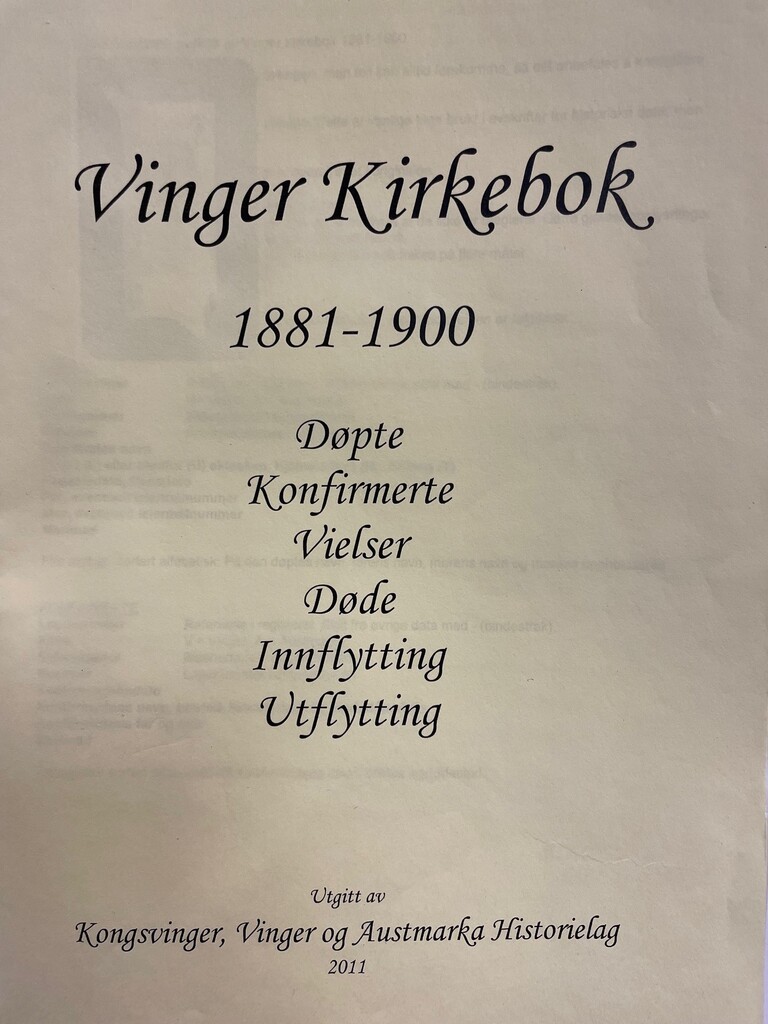 Vinger Kirkebok
1881-1900
Døpte
Konfirmerte
Vielser
Døde
Innflytting
Utflytting
Utgitt av
Kongsvinger, Vinger og Austmarka Historielag
2011